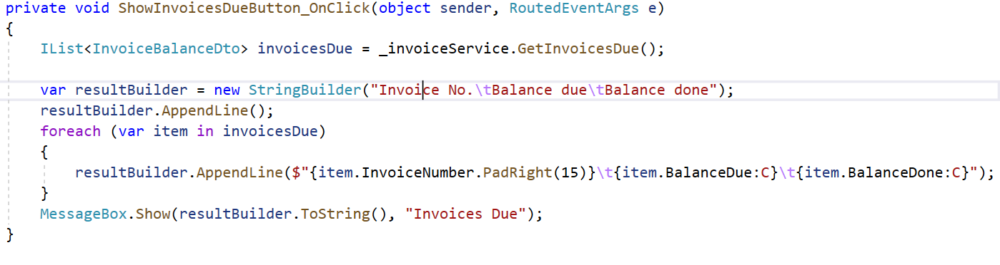 private void ShowInvoicesDueButton_OnClick(object sender, RoutedEventArgs e)
{
    IList<InvoiceBalanceDto> invoicesDue = _invoiceService.GetInvoicesDue();
    var resultBuilder = new StringBuilder("Invoice No.\tBalance due\tBalance done");
    resultBuilder.AppendLine();
    foreach (var item in invoicesDue)
    {
        resultBuilder.AppendLine($"{item.InvoiceNumber.PadRight(15)}\t{item.BalanceDue:C}\t{item.BalanceDone:C}");
    }
    MessageBox.Show(resultBuilder.ToString(), "Invoices Due");
}